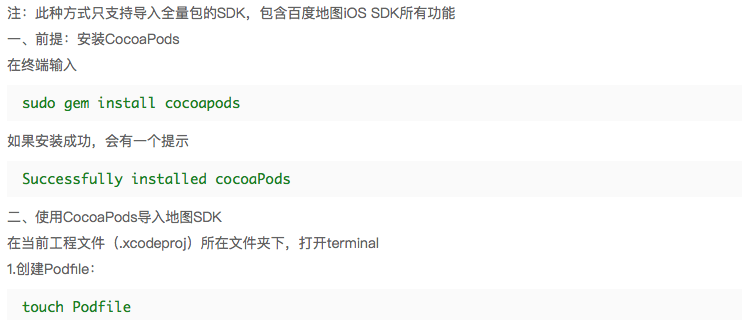 注：此种方式只支持导入全量包的SDK，包含百度地图iOS SDK所有功能
一、前提：安装CocoaPods
在终端输入
sudo gem install cocoapods
如果安装成功，会有一个提示
Successfully installed cocoaPods
二、使用CocoaPods导入地图SDK
在当前工程文件（.xcodeproj）所在文件夹下，打开terminal
1.创建Podfile：
touch Podfile